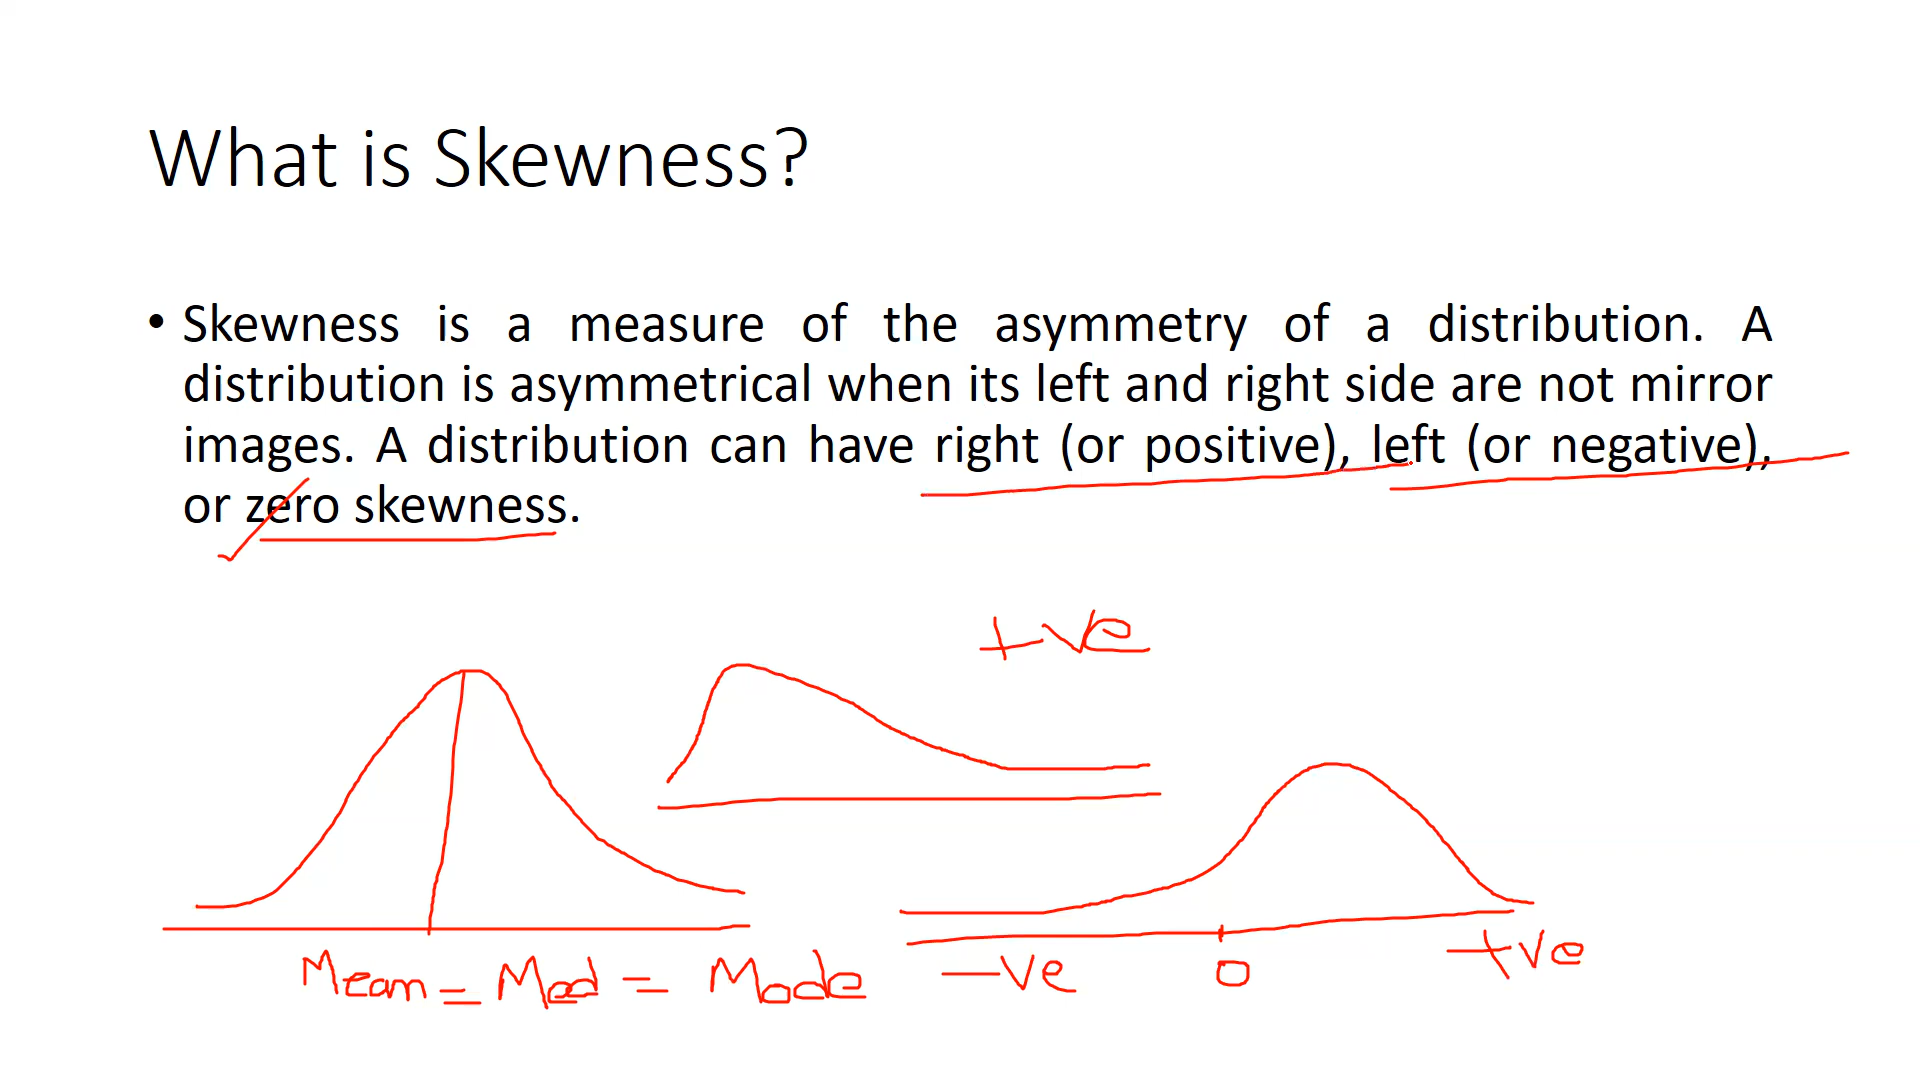 What is Skewness?
• Skewness is a measure of the asymmetry of a distribution. A
distribution is asymmetrical when its left and right side are not mirror
images. A distribution can have right (or positive), left (or negative),
or zero skewness.
+ve
Mean = Med = Mode
-ve 0 +ve